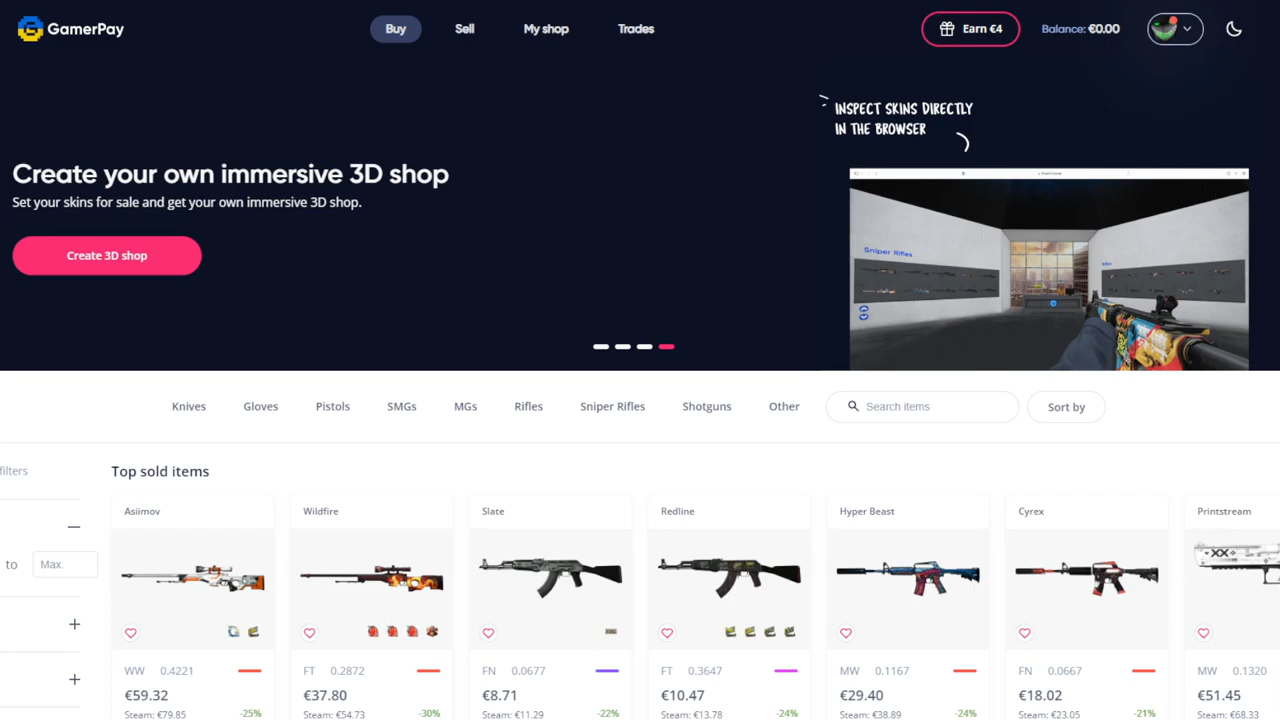 GamerPay
Buy
Sell
My shop
Trades
Earn €4
Balance: €0.00
INSPECT SKINS DIRECTLY
IN THE BROWSER
Create your own immersive 3D shop
Set your skins for sale and get your own immersive 3D shop.
Create 3D shop
Sniper Rifles
Knives
Gloves
Pistols
SMGs
MGs
Rifles
Sniper Rifles
Shotguns
Other
Search items
Sort by
filters
to
Max.
Top sold items
Asiimov
Wildfire
Slate
Redline
Hyper Beast
Cyrex
Printstream
WW 0.4221
FT 0.2872
FN 0.0677
FT 0.3647
MW 0.1167
FN 0.0667
MW 0.1320
€59.32
€37.80
€8.71
€10.47
€29.40
€18.02
€51.45
Steam: €79.85 -25%
Steam: €54.73 -30%
Steam: €11.29 -22%
Steam: €13.78 -24%
Steam: €38.89 -24%
Steam: €23.05 -21%
Steam: €68.33